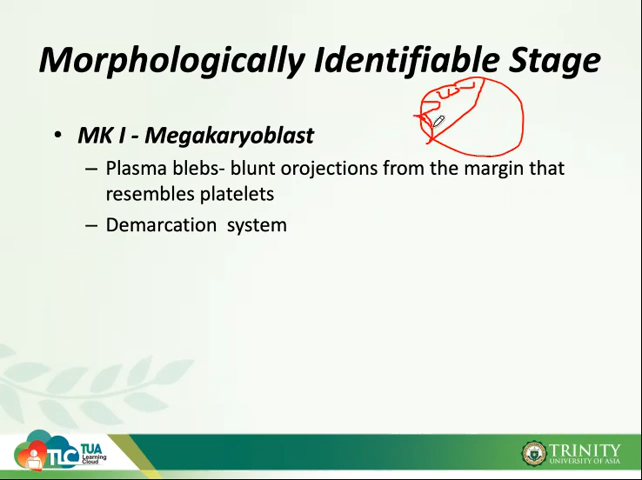 Morphologically Identifiable Stage
• MK I - Megakaryoblast
– Plasma blebs- blunt orojections from the margin that
resembles platelets
– Demarcation system
TLC TUA
Learning
Cloud
TRINITY
UNIVERSITY OF ASIA